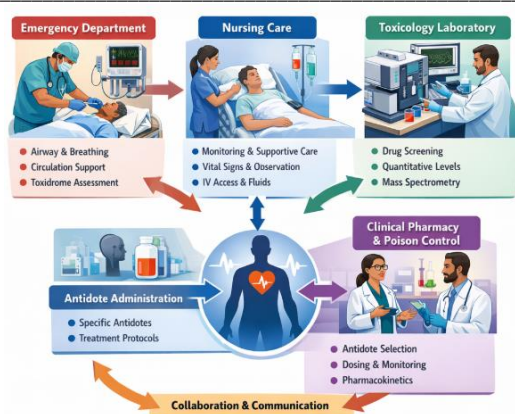 Emergency Department
Nursing Care
Toxicology Laboratory
Airway & Breathing
Circulation Support
Toxidrome Assessment
Monitoring & Supportive Care
Vital Signs & Observation
IV Access & Fluids
Drug Screening
Quantitative Levels
Mass Spectrometry
Clinical Pharmacy
& Poison Control
Antidote Administration
Specific Antidotes
Treatment Protocols
Antidote Selection
Dosing & Monitoring
Pharmacokinetics
Collaboration & Communication